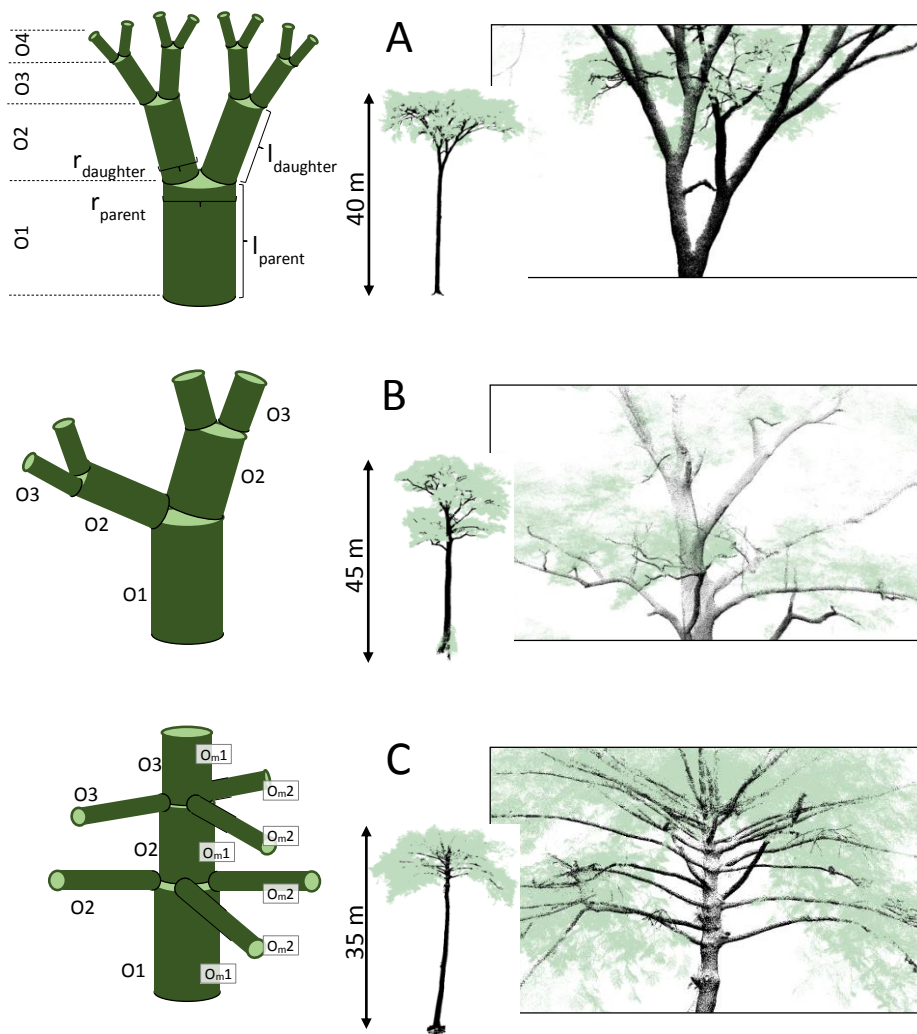 A
O4
O3
O2
O1
r daughter
l daughter
r parent
l parent
40 m
B
O3
O2
O3
O2
O1
45 m
C
O3
Oₘ1
O3
Oₘ2
Oₘ2
O2
Oₘ1
O2
Oₘ2
Oₘ2
O1
Oₘ1
35 m